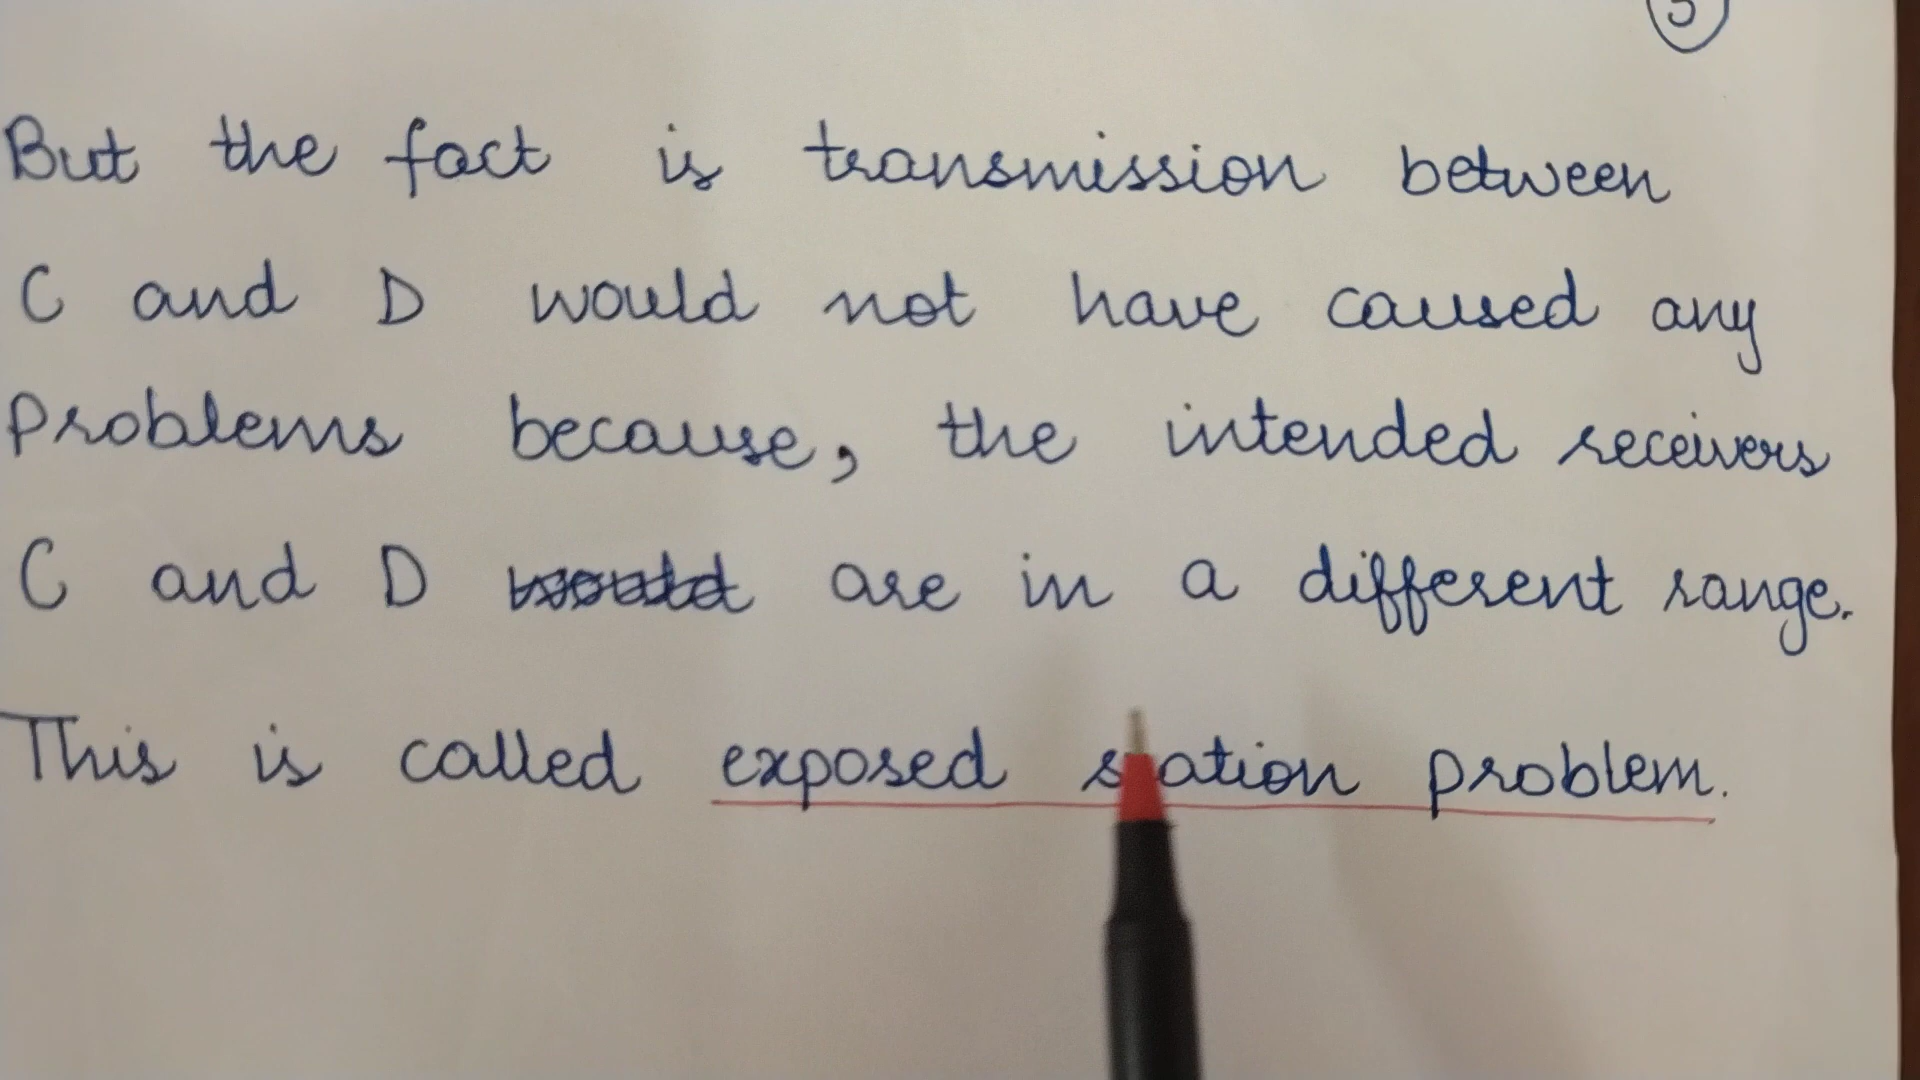 But the fact is transmission between
C and D would not have caused any
Problems because, the intended receivers
C and D are in a different range.
This is called exposed station problem.